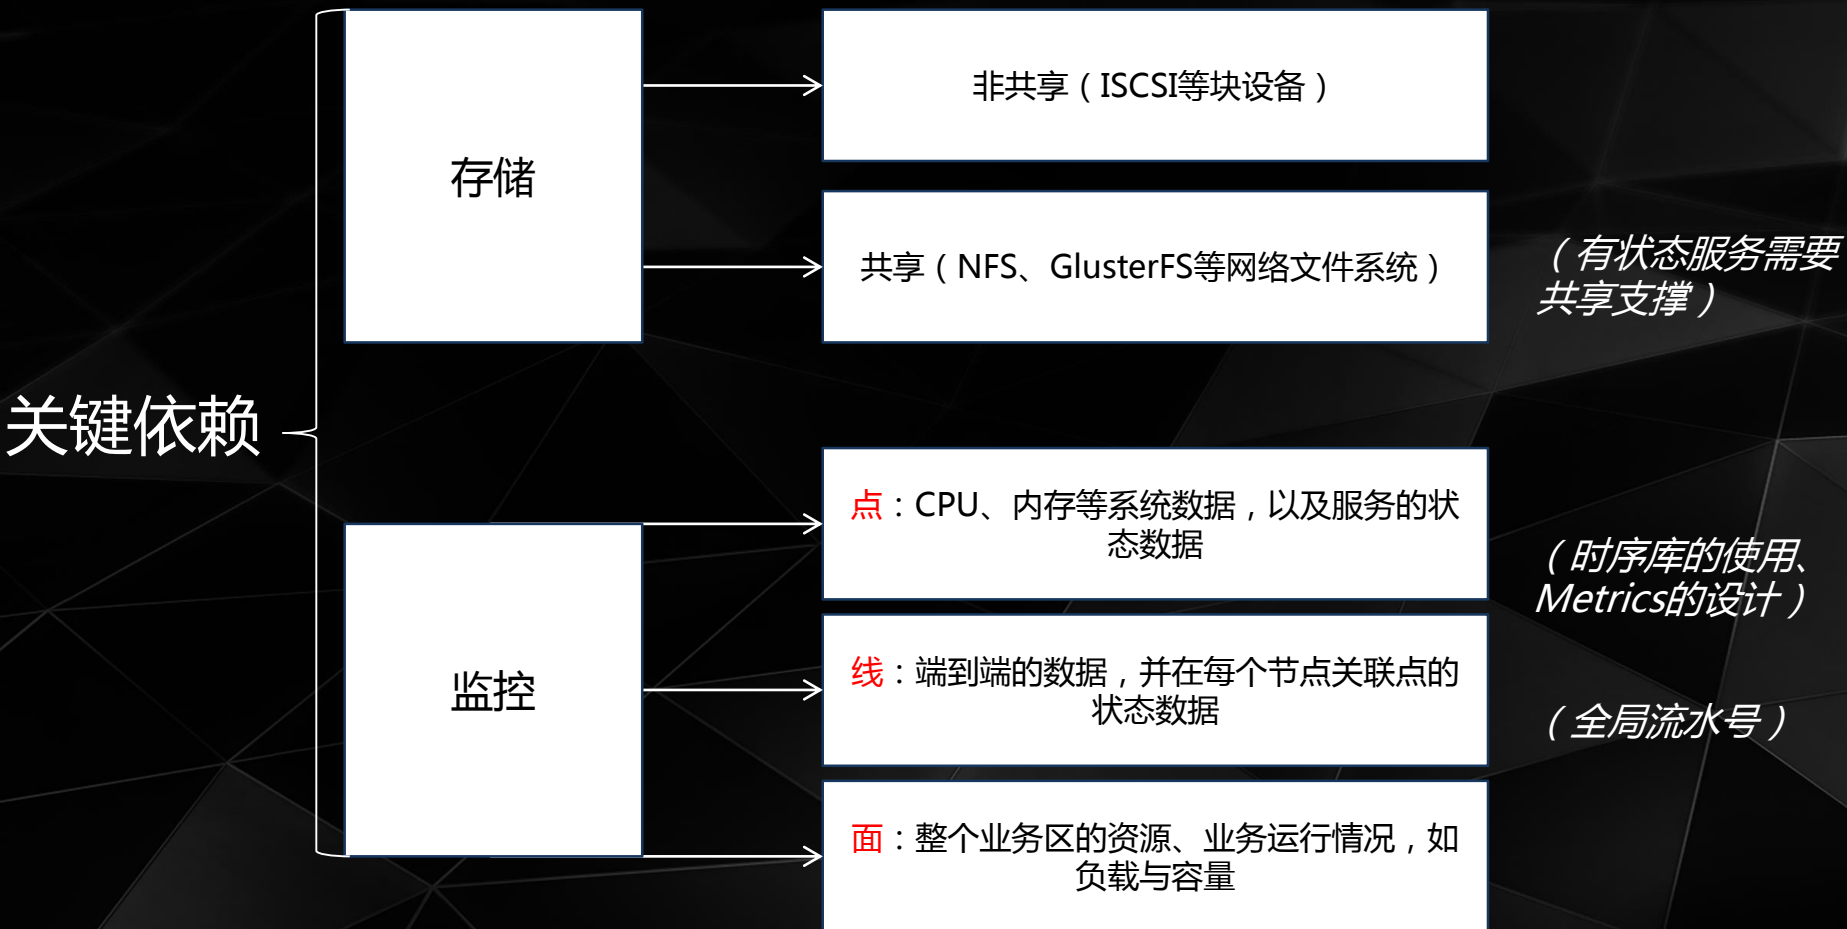 关键依赖
存储
非共享（ISCSI等块设备）
共享（NFS、GlusterFS等网络文件系统）
（有状态服务需要
共享支撑）
监控
点：CPU、内存等系统数据，以及服务的状
态数据
（时序库的使用、
Metrics的设计）
线：端到端的数据，并在每个节点关联点的
状态数据
（全局流水号）
面：整个业务区的资源、业务运行情况，如
负载与容量